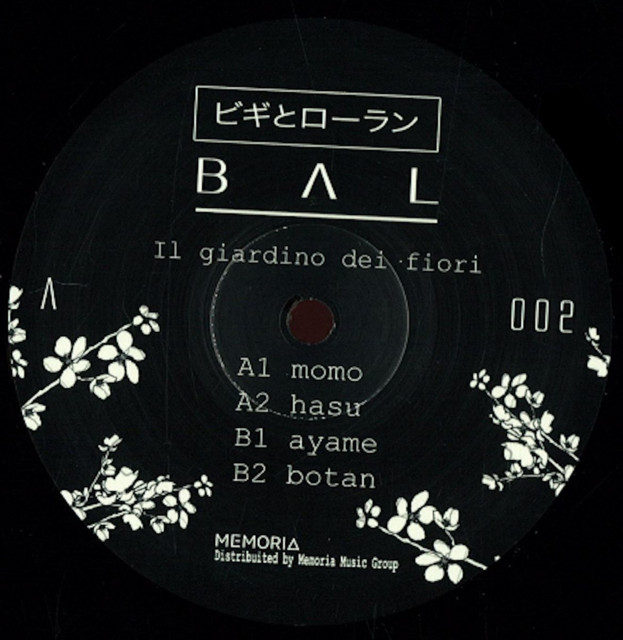 ビギとローラン
B Λ L
Il giardino dei fiori
Λ
002
A1 momo
A2 hasu
B1 ayame
B2 botan
MEMORIΔ
Distribuited by Memoria Music Group